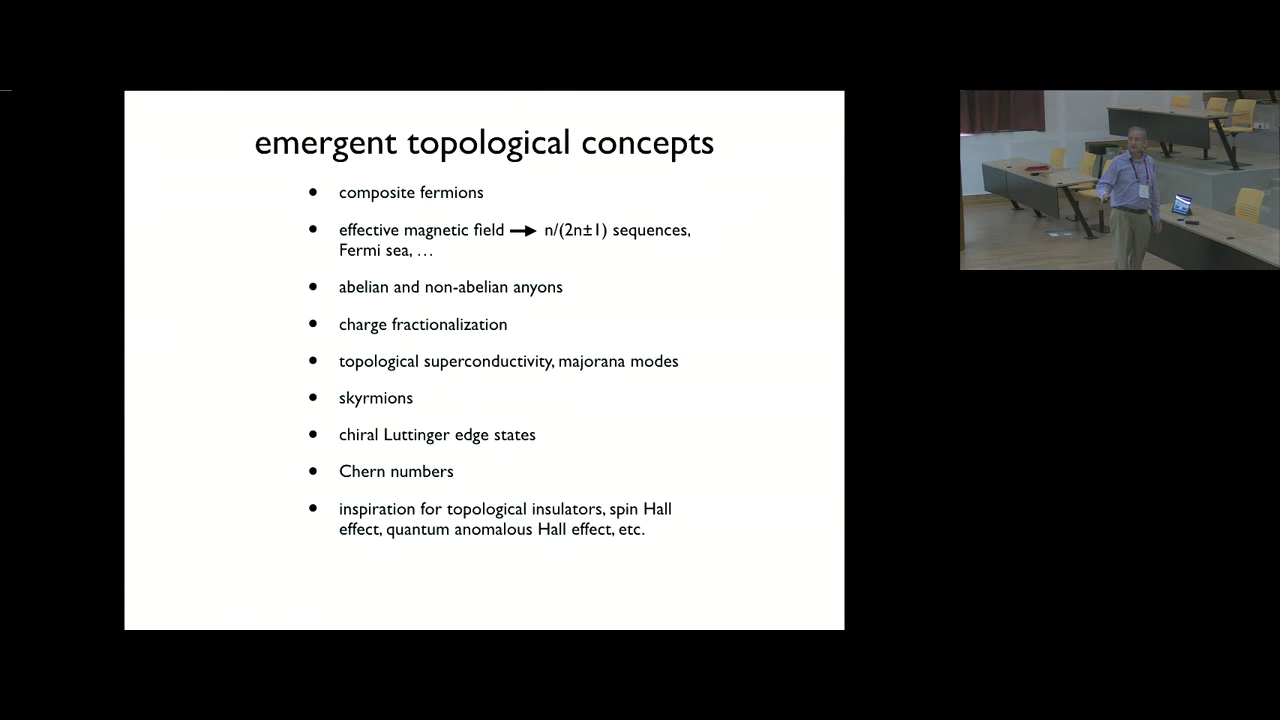 emergent topological concepts
• composite fermions
• effective magnetic field → n/(2n±1) sequences,
Fermi sea, …
• abelian and non-abelian anyons
• charge fractionalization
• topological superconductivity, majorana modes
• skyrmions
• chiral Luttinger edge states
• Chern numbers
• inspiration for topological insulators, spin Hall
effect, quantum anomalous Hall effect, etc.